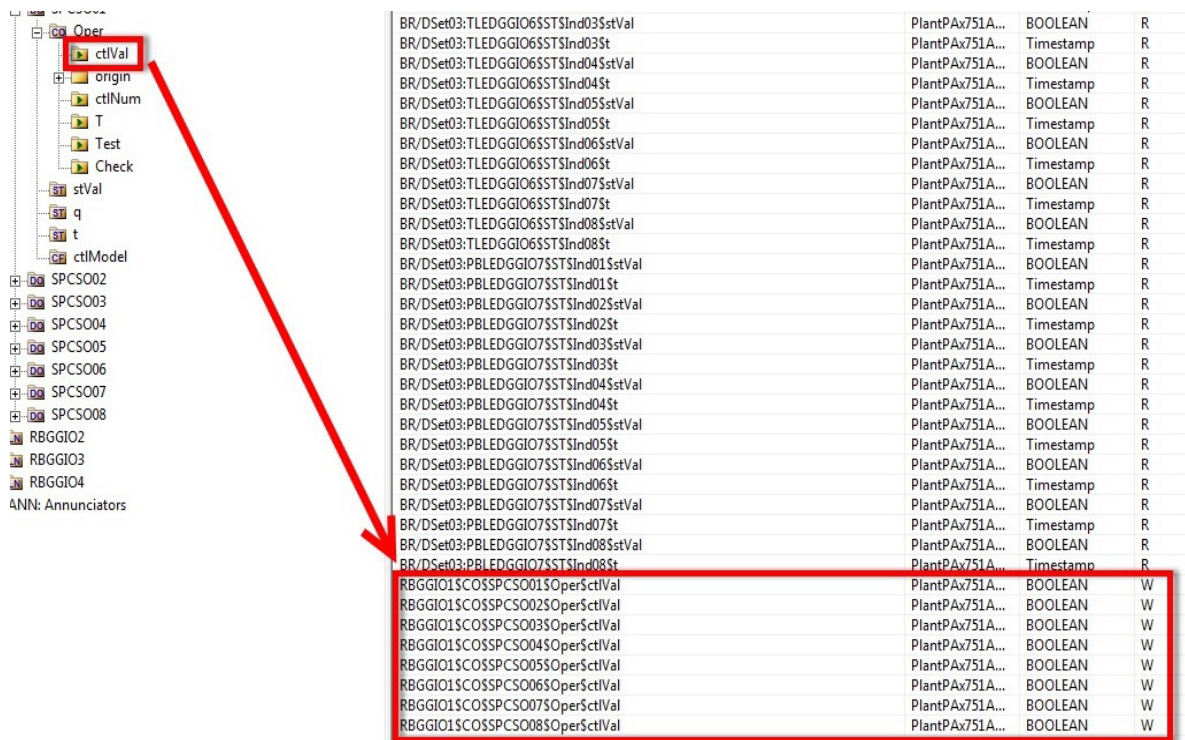 SPCSO01
CO Oper
ctlVal
origin
ctlNum
T
Test
Check
ST stVal
ST q
ST t
CF ctlModel
DO SPCSO02
DO SPCSO03
DO SPCSO04
DO SPCSO05
DO SPCSO06
DO SPCSO07
DO SPCSO08
RBGGIO2
RBGGIO3
RBGGIO4
ANN: Annunciators
BR/DSet03:TLEDGGIO6$ST$Ind03$stVal PlantPAx751A... BOOLEAN R
BR/DSet03:TLEDGGIO6$ST$Ind03$t PlantPAx751A... Timestamp R
BR/DSet03:TLEDGGIO6$ST$Ind04$stVal PlantPAx751A... BOOLEAN R
BR/DSet03:TLEDGGIO6$ST$Ind04$t PlantPAx751A... Timestamp R
BR/DSet03:TLEDGGIO6$ST$Ind05$stVal PlantPAx751A... BOOLEAN R
BR/DSet03:TLEDGGIO6$ST$Ind05$t PlantPAx751A... Timestamp R
BR/DSet03:TLEDGGIO6$ST$Ind06$stVal PlantPAx751A... BOOLEAN R
BR/DSet03:TLEDGGIO6$ST$Ind06$t PlantPAx751A... Timestamp R
BR/DSet03:TLEDGGIO6$ST$Ind07$stVal PlantPAx751A... BOOLEAN R
BR/DSet03:TLEDGGIO6$ST$Ind07$t PlantPAx751A... Timestamp R
BR/DSet03:TLEDGGIO6$ST$Ind08$stVal PlantPAx751A... BOOLEAN R
BR/DSet03:TLEDGGIO6$ST$Ind08$t PlantPAx751A... Timestamp R
BR/DSet03:PBLEDGGIO7$ST$Ind01$stVal PlantPAx751A... BOOLEAN R
BR/DSet03:PBLEDGGIO7$ST$Ind01$t PlantPAx751A... Timestamp R
BR/DSet03:PBLEDGGIO7$ST$Ind02$stVal PlantPAx751A... BOOLEAN R
BR/DSet03:PBLEDGGIO7$ST$Ind02$t PlantPAx751A... Timestamp R
BR/DSet03:PBLEDGGIO7$ST$Ind03$stVal PlantPAx751A... BOOLEAN R
BR/DSet03:PBLEDGGIO7$ST$Ind03$t PlantPAx751A... Timestamp R
BR/DSet03:PBLEDGGIO7$ST$Ind04$stVal PlantPAx751A... BOOLEAN R
BR/DSet03:PBLEDGGIO7$ST$Ind04$t PlantPAx751A... Timestamp R
BR/DSet03:PBLEDGGIO7$ST$Ind05$stVal PlantPAx751A... BOOLEAN R
BR/DSet03:PBLEDGGIO7$ST$Ind05$t PlantPAx751A... Timestamp R
BR/DSet03:PBLEDGGIO7$ST$Ind06$stVal PlantPAx751A... BOOLEAN R
BR/DSet03:PBLEDGGIO7$ST$Ind06$t PlantPAx751A... Timestamp R
BR/DSet03:PBLEDGGIO7$ST$Ind07$stVal PlantPAx751A... BOOLEAN R
BR/DSet03:PBLEDGGIO7$ST$Ind07$t PlantPAx751A... Timestamp R
BR/DSet03:PBLEDGGIO7$ST$Ind08$stVal PlantPAx751A... BOOLEAN R
BR/DSet03:PBLEDGGIO7$ST$Ind08$t PlantPAx751A... Timestamp R
RBGGIO1$CO$SPCSO01$Oper$ctlVal PlantPAx751A... BOOLEAN W
RBGGIO1$CO$SPCSO02$Oper$ctlVal PlantPAx751A... BOOLEAN W
RBGGIO1$CO$SPCSO03$Oper$ctlVal PlantPAx751A... BOOLEAN W
RBGGIO1$CO$SPCSO04$Oper$ctlVal PlantPAx751A... BOOLEAN W
RBGGIO1$CO$SPCSO05$Oper$ctlVal PlantPAx751A... BOOLEAN W
RBGGIO1$CO$SPCSO06$Oper$ctlVal PlantPAx751A... BOOLEAN W
RBGGIO1$CO$SPCSO07$Oper$ctlVal PlantPAx751A... BOOLEAN W
RBGGIO1$CO$SPCSO08$Oper$ctlVal PlantPAx751A... BOOLEAN W